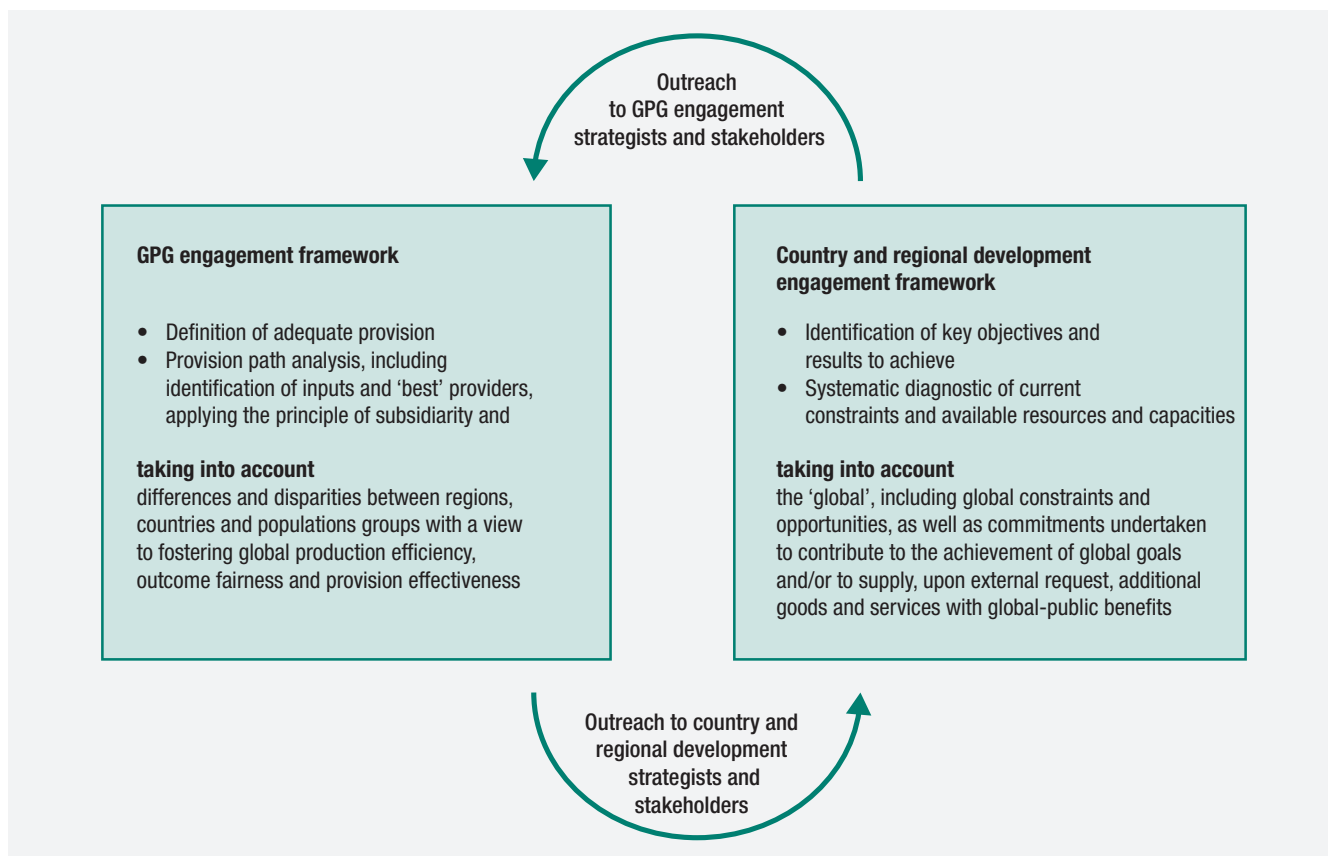 Outreach
to GPG engagement
strategists and stakeholders
GPG engagement framework
• Definition of adequate provision
• Provision path analysis, including
identification of inputs and ‘best’ providers,
applying the principle of subsidiarity and
taking into account
differences and disparities between regions,
countries and populations groups with a view
to fostering global production efficiency,
outcome fairness and provision effectiveness
Country and regional development
engagement framework
• Identification of key objectives and
results to achieve
• Systematic diagnostic of current
constraints and available resources and capacities
taking into account
the ‘global’, including global constraints and
opportunities, as well as commitments undertaken
to contribute to the achievement of global goals
and/or to supply, upon external request, additional
goods and services with global-public benefits
Outreach to country and
regional development
strategists and
stakeholders